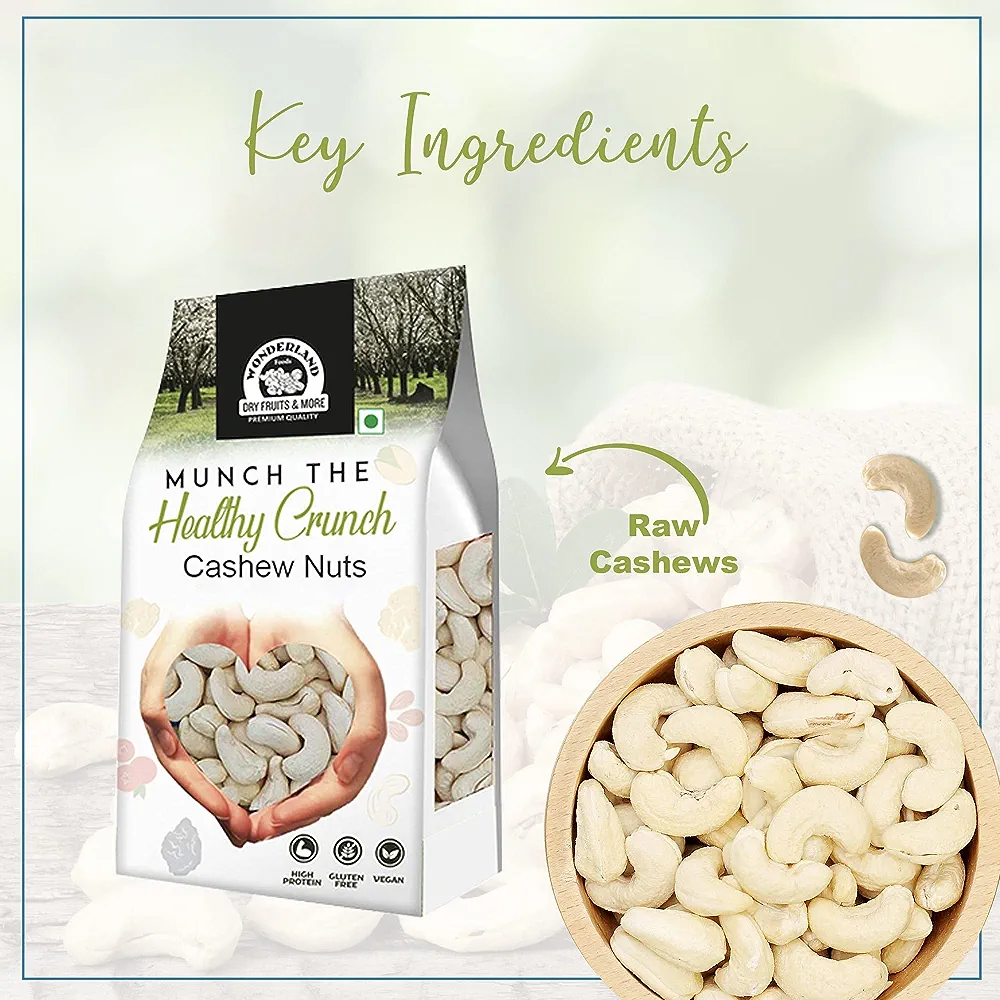 Key Ingredients
WONDERLAND
Foods
DRY FRUITS & MORE
PREMIUM QUALITY
MUNCH THE
Healthy Crunch
Cashew Nuts
HIGH
PROTEIN
GLUTEN
FREE
VEGAN
Raw
Cashews